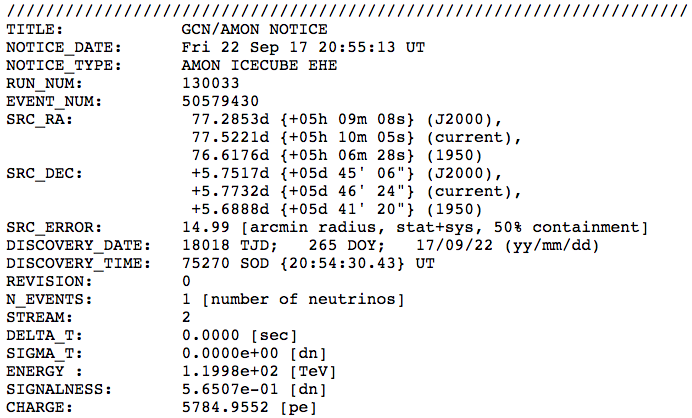 //////////////////////////////////////////////////////////////////////
TITLE:            GCN/AMON NOTICE
NOTICE_DATE:      Fri 22 Sep 17 20:55:13 UT
NOTICE_TYPE:      AMON ICECUBE EHE
RUN_NUM:          130033
EVENT_NUM:        50579430
SRC_RA:            77.2853d {+05h 09m 08s} (J2000),
                   77.5221d {+05h 10m 05s} (current),
                   76.6176d {+05h 06m 28s} (1950)
SRC_DEC:           +5.7517d {+05d 45' 06"} (J2000),
                   +5.7732d {+05d 46' 24"} (current),
                   +5.6888d {+05d 41' 20"} (1950)
SRC_ERROR:        14.99 [arcmin radius, stat+sys, 50% containment]
DISCOVERY_DATE:   18018 TJD;   265 DOY;   17/09/22 (yy/mm/dd)
DISCOVERY_TIME:   75270 SOD {20:54:30.43} UT
REVISION:         0
N_EVENTS:         1 [number of neutrinos]
STREAM:           2
DELTA_T:          0.0000 [sec]
SIGMA_T:          0.0000e+00 [dn]
ENERGY :          1.1998e+02 [TeV]
SIGNALNESS:       5.6507e-01 [dn]
CHARGE:           5784.9552 [pe]